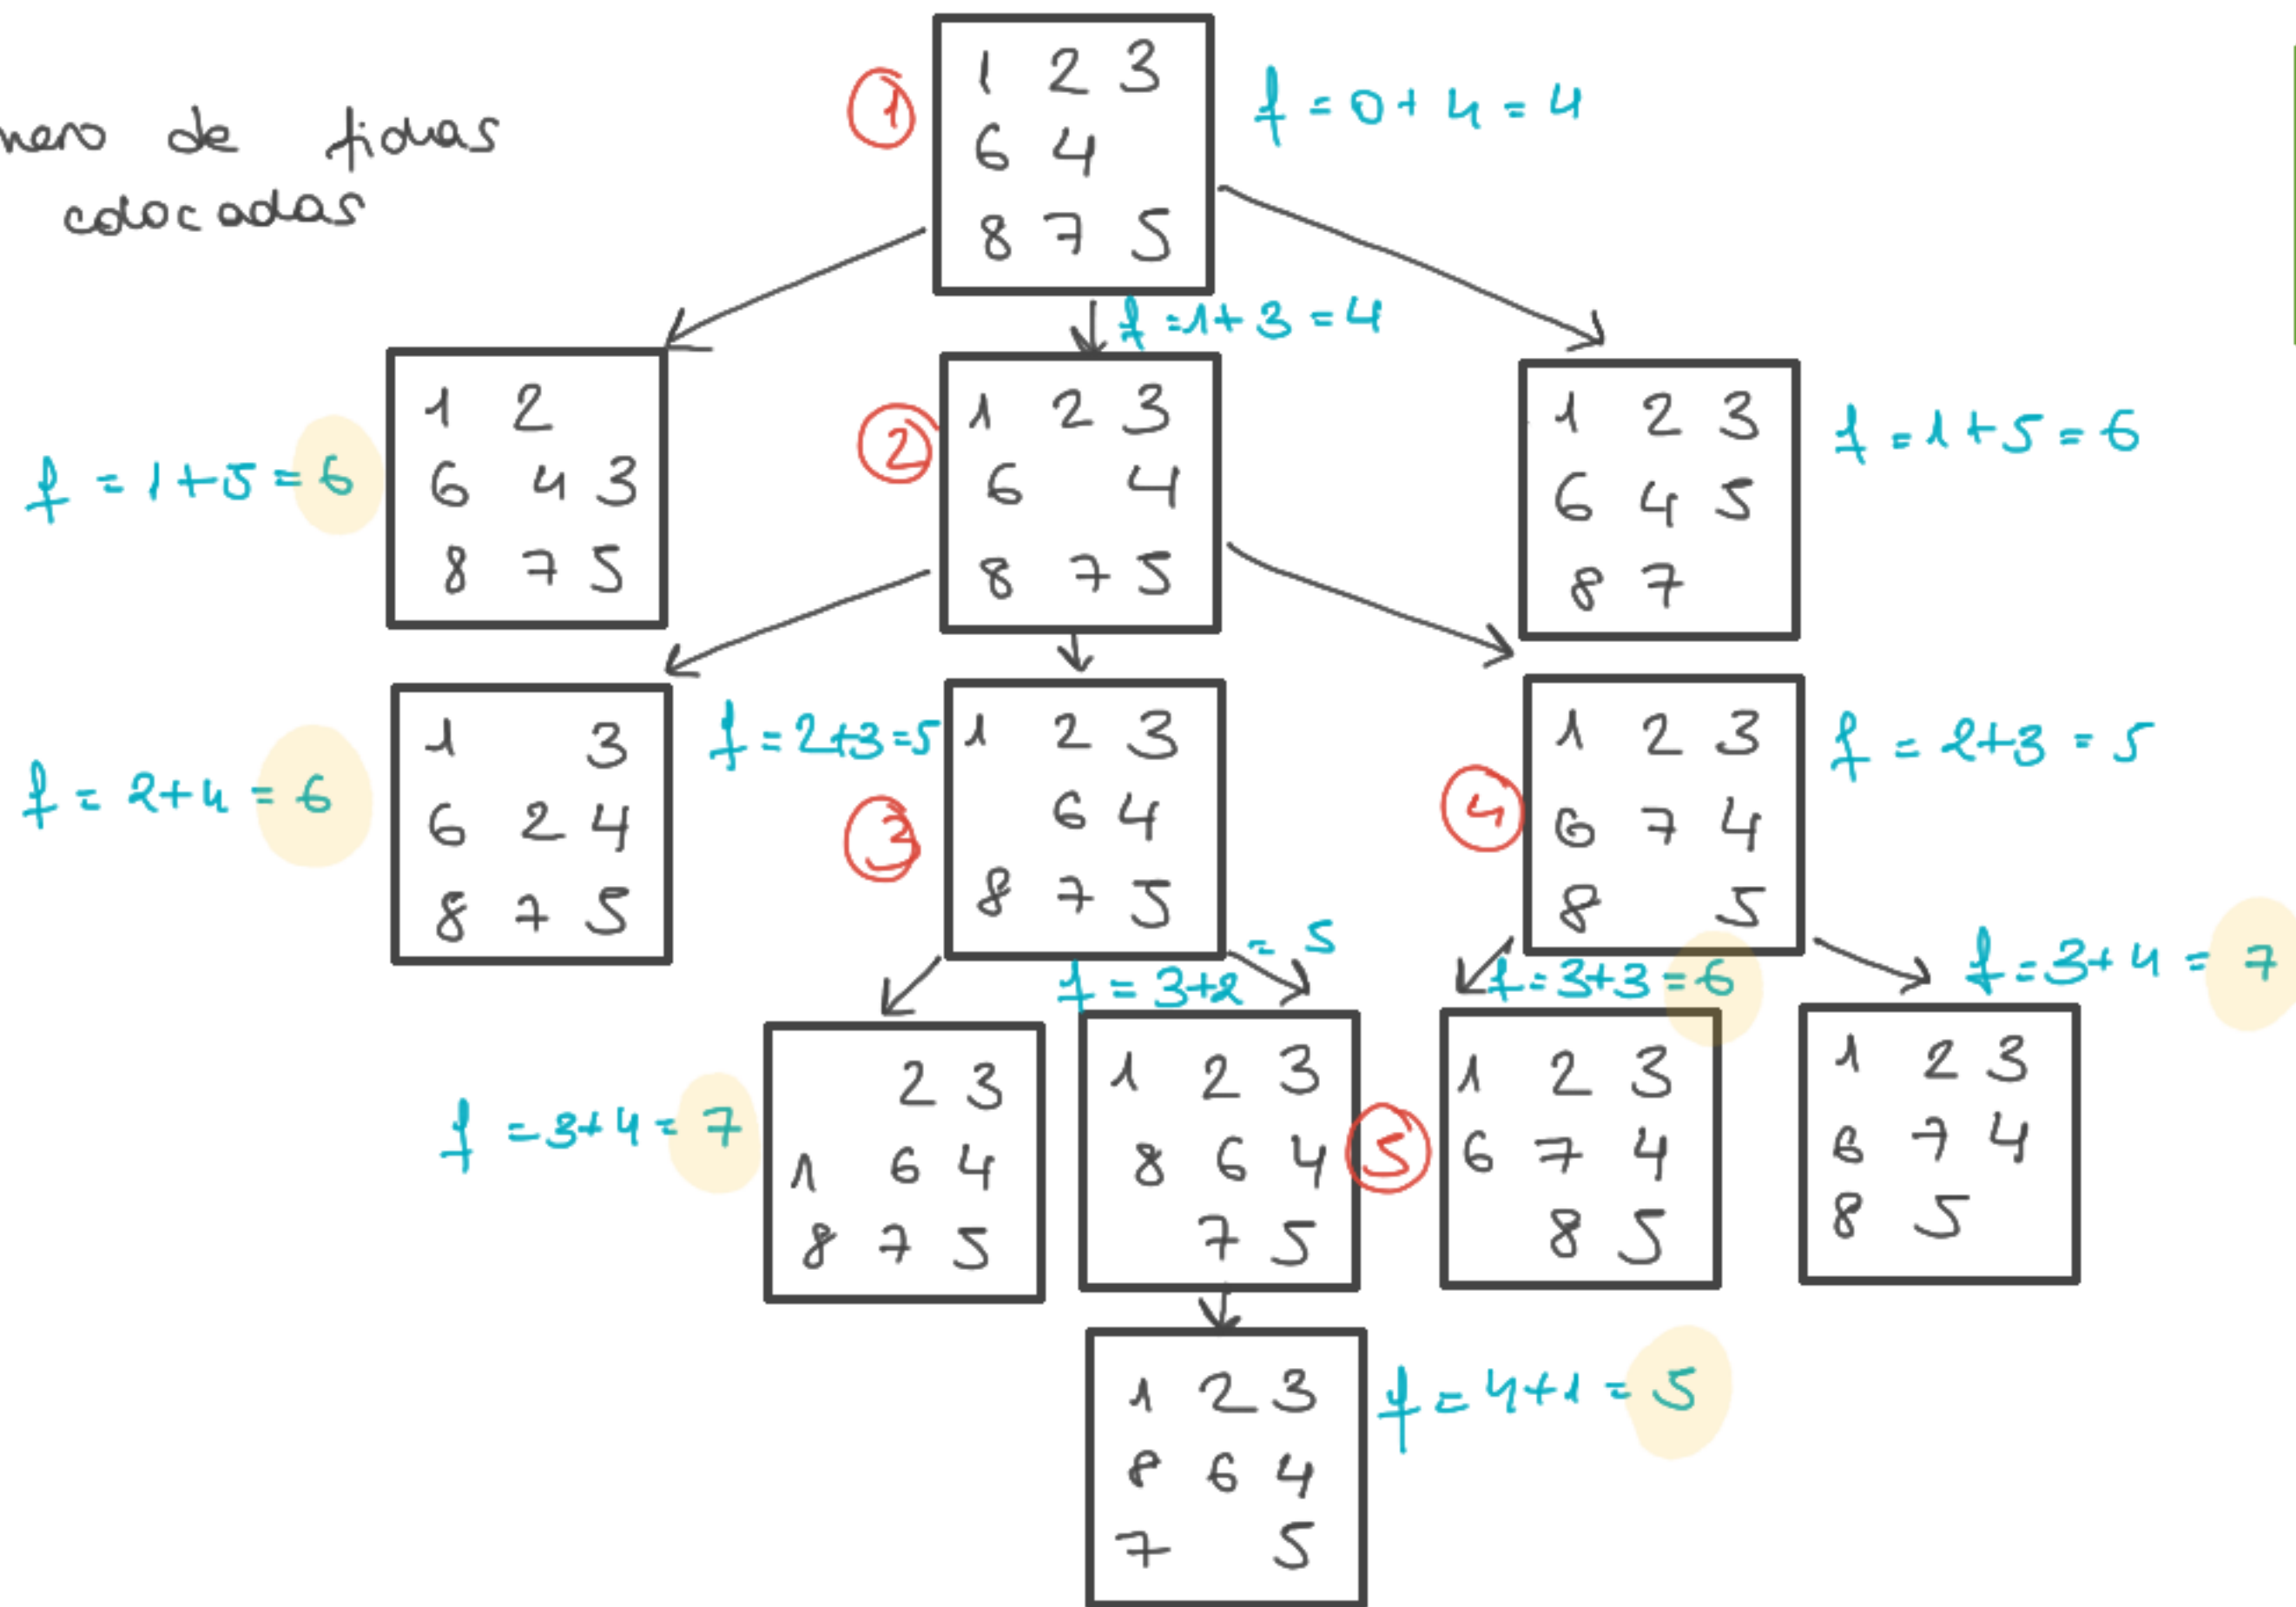 de fichas
colocadas
1
1 2 3
6 4
8 7 5
f = 0 + 4 = 4
f = 1 + 3 = 4
f = 1 + 5 = 6
1 2
6 4 3
8 7 5
2
1 2 3
6 4
8 7 5
1 2 3
6 4 5
8 7
f = 1 + 5 = 6
f = 2 + 4 = 6
1 3
6 2 4
8 7 5
f = 2 + 3 = 5
3
1 2 3
6 4
8 7 5
4
1 2 3
6 7 4
8 5
f = 2 + 3 = 5
f = 3 + 4 = 7
2 3
1 6 4
8 7 5
f = 3 + 2 = 5
1 2 3
8 6 4
7 5
5
f = 3 + 3 = 6
1 2 3
6 7 4
8 5
f = 3 + 4 = 7
1 2 3
6 7 4
8 5
1 2 3
8 6 4
7 5
f = 4 + 1 = 5